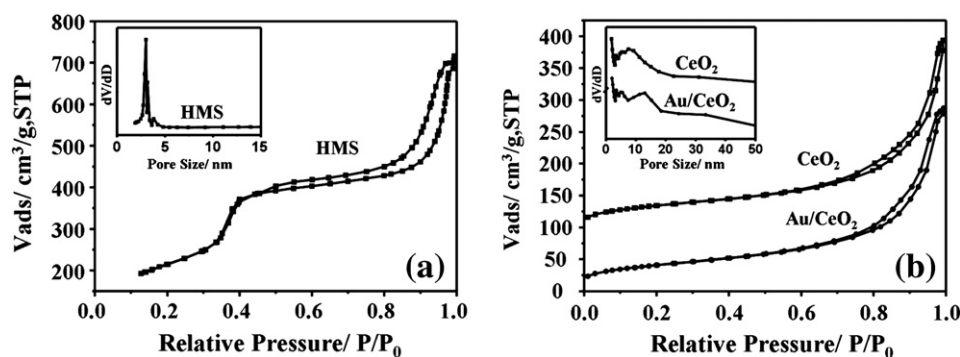 800
700
600
500
400
300
200
Vads/ cm³/g,STP
dV/dD
HMS
0 5 10 15
Pore Size/ nm
HMS
(a)
0.0 0.2 0.4 0.6 0.8 1.0
Relative Pressure/ P/P₀
400
350
300
250
200
150
100
50
0
Vads/ cm³/g,STP
dV/dD
CeO₂
Au/CeO₂
0 10 20 30 40 50
Pore Size/ nm
CeO₂
Au/CeO₂
(b)
0.0 0.2 0.4 0.6 0.8 1.0
Relative Pressure/ P/P₀